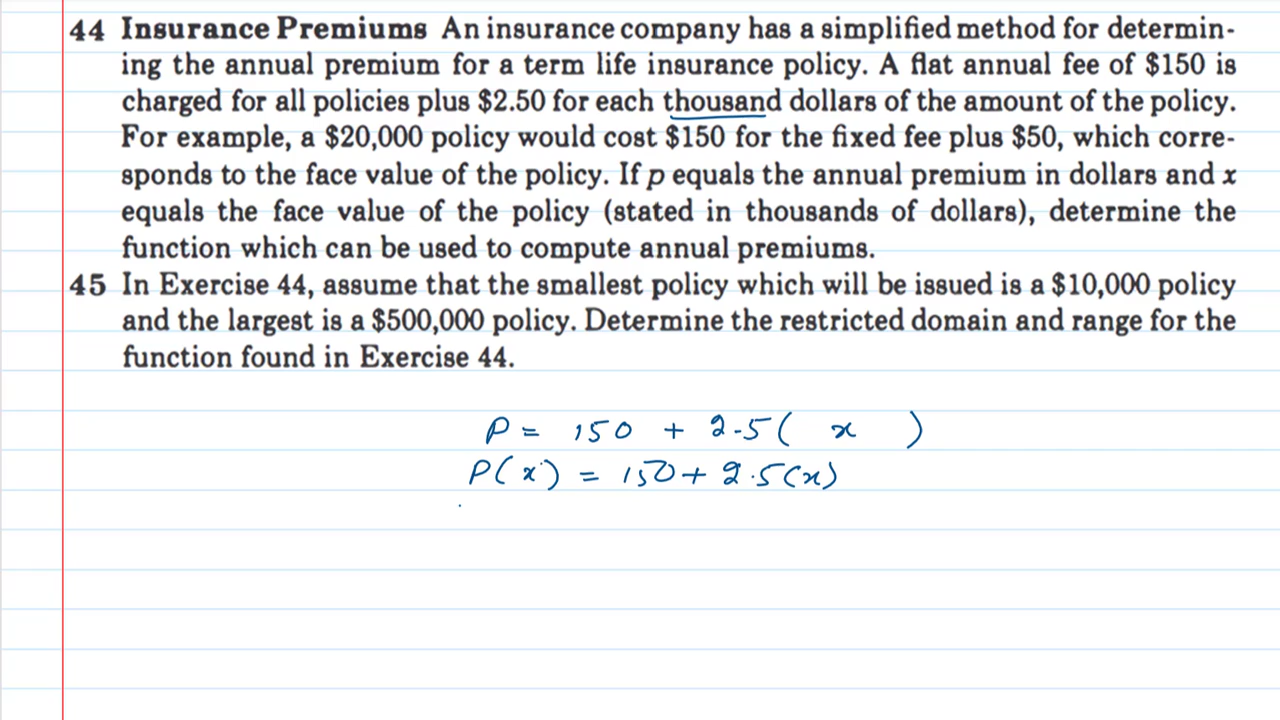 44 Insurance Premiums An insurance company has a simplified method for determin-
ing the annual premium for a term life insurance policy. A flat annual fee of $150 is
charged for all policies plus $2.50 for each thousand dollars of the amount of the policy.
For example, a $20,000 policy would cost $150 for the fixed fee plus $50, which corre-
sponds to the face value of the policy. If p equals the annual premium in dollars and x
equals the face value of the policy (stated in thousands of dollars), determine the
function which can be used to compute annual premiums.
45 In Exercise 44, assume that the smallest policy which will be issued is a $10,000 policy
and the largest is a $500,000 policy. Determine the restricted domain and range for the
function found in Exercise 44.
P = 150 + 2.5( x )
P(x) = 150 + 2.5(x)